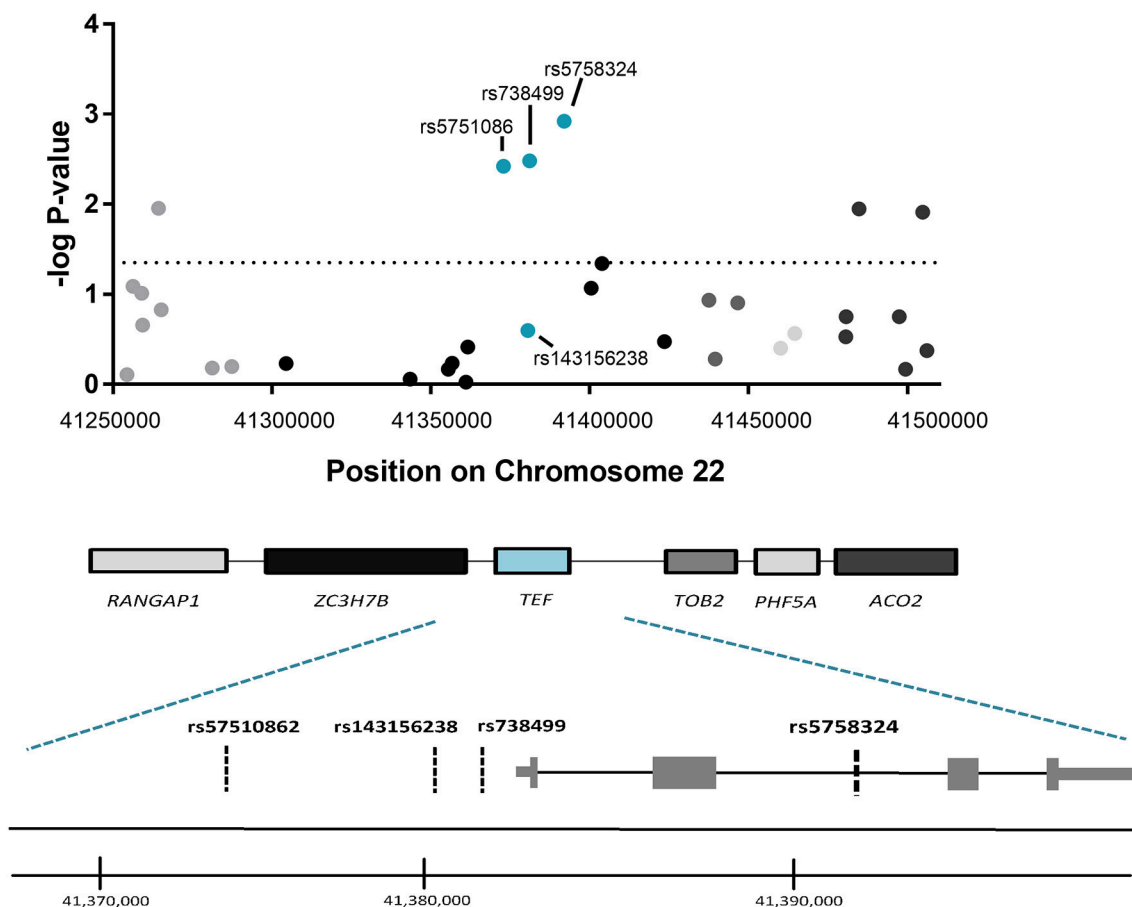 4
rs5758324
rs738499
3
rs5751086
2
-log P-value
1
rs143156238
0
41250000 41300000 41350000 41400000 41450000 41500000
Position on Chromosome 22
RANGAP1 ZC3H7B TEF TOB2 PHF5A ACO2
rs57510862 rs143156238 rs738499 rs5758324
41,370,000 41,380,000 41,390,000